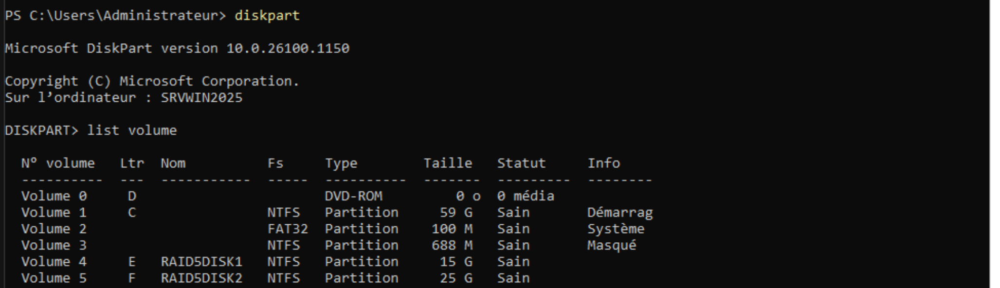 PS C:\Users\Administrateur> diskpart
Microsoft DiskPart version 10.0.26100.1150
Copyright (C) Microsoft Corporation.
Sur l’ordinateur : SRVWIN2025
DISKPART> list volume
N° volume   Ltr  Nom          Fs     Type        Taille   Statut     Info
----------  ---  -----------  -----  ----------  -------  ---------  --------
Volume 0     D                       DVD-ROM         0 o  0 média
Volume 1     C                NTFS   Partition     59 G   Sain       Démarrag
Volume 2                      FAT32  Partition    100 M   Sain       Système
Volume 3                      NTFS   Partition    688 M   Sain       Masqué
Volume 4     E   RAID5DISK1   NTFS   Partition     15 G   Sain
Volume 5     F   RAID5DISK2   NTFS   Partition     25 G   Sain